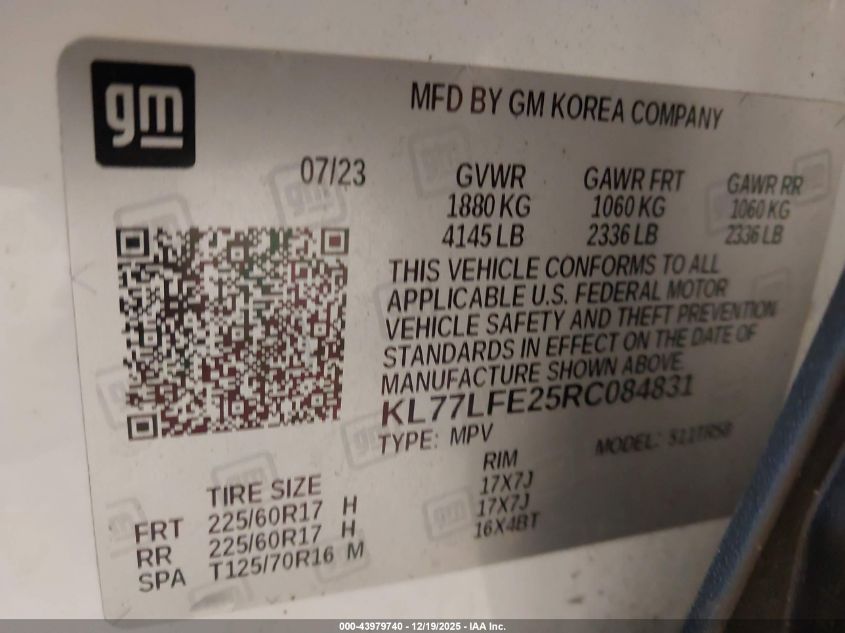 gm
MFD BY GM KOREA COMPANY
07/23
GVWR GAWR FRT GAWR RR
1880 KG 1060 KG 1060 KG
4145 LB 2336 LB 2336 LB
THIS VEHICLE CONFORMS TO ALL
APPLICABLE U.S. FEDERAL MOTOR
VEHICLE SAFETY AND THEFT PREVENTION
STANDARDS IN EFFECT ON THE DATE OF
MANUFACTURE SHOWN ABOVE.
KL77LFE25RC084831
TYPE: MPV MODEL:
TIRE SIZE RIM
FRT 225/60R17 H 17X7J
RR 225/60R17 H 17X7J
SPA T125/70R16 M 16X4BT
000-43979740 - 12/19/2025 - IAA Inc.